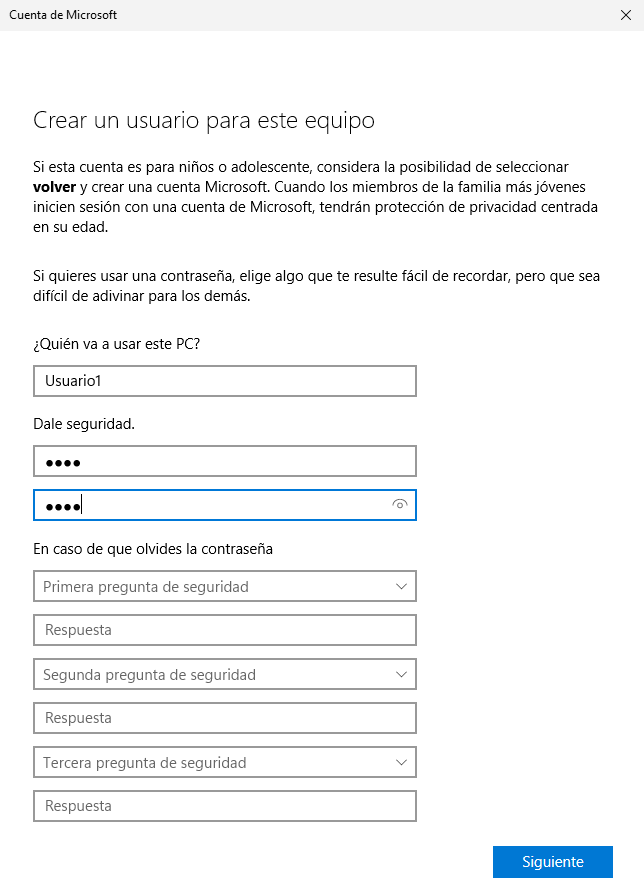 Cuenta de Microsoft
Crear un usuario para este equipo
Si esta cuenta es para niños o adolescente, considera la posibilidad de seleccionar
volver y crear una cuenta Microsoft. Cuando los miembros de la familia más jóvenes
inicien sesión con una cuenta de Microsoft, tendrán protección de privacidad centrada
en su edad.
Si quieres usar una contraseña, elige algo que te resulte fácil de recordar, pero que sea
difícil de adivinar para los demás.
¿Quién va a usar este PC?
Usuario1
Dale seguridad.
●●●●
●●●●
En caso de que olvides la contraseña
Primera pregunta de seguridad
Respuesta
Segunda pregunta de seguridad
Respuesta
Tercera pregunta de seguridad
Respuesta
Siguiente